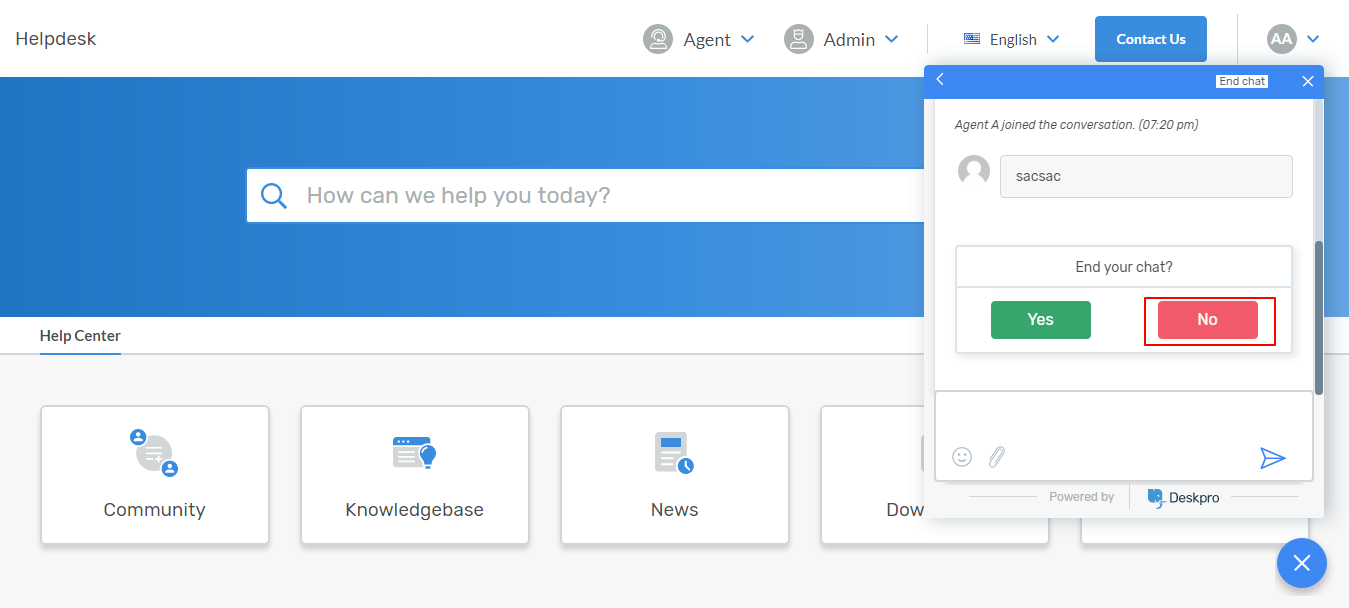 Helpdesk
Agent
Admin
English
Contact Us
AA
End chat
Agent A joined the conversation. (07:20 pm)
sacsac
How can we help you today?
End your chat?
Yes
No
Help Center
Powered by
Deskpro
Community
Knowledgebase
News
Dow